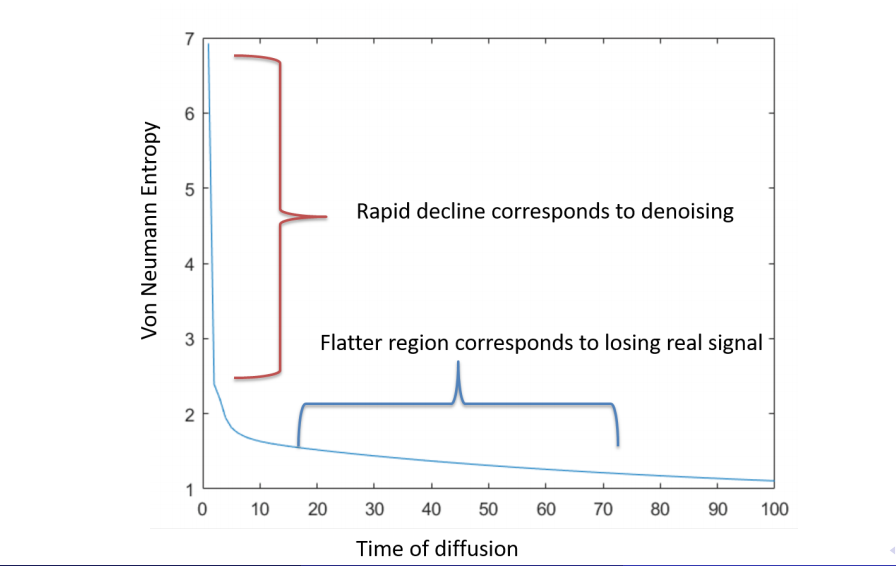 7
6
5
4
3
2
1
Von Neumann Entropy
Rapid decline corresponds to denoising
Flatter region corresponds to losing real signal
0 10 20 30 40 50 60 70 80 90 100
Time of diffusion